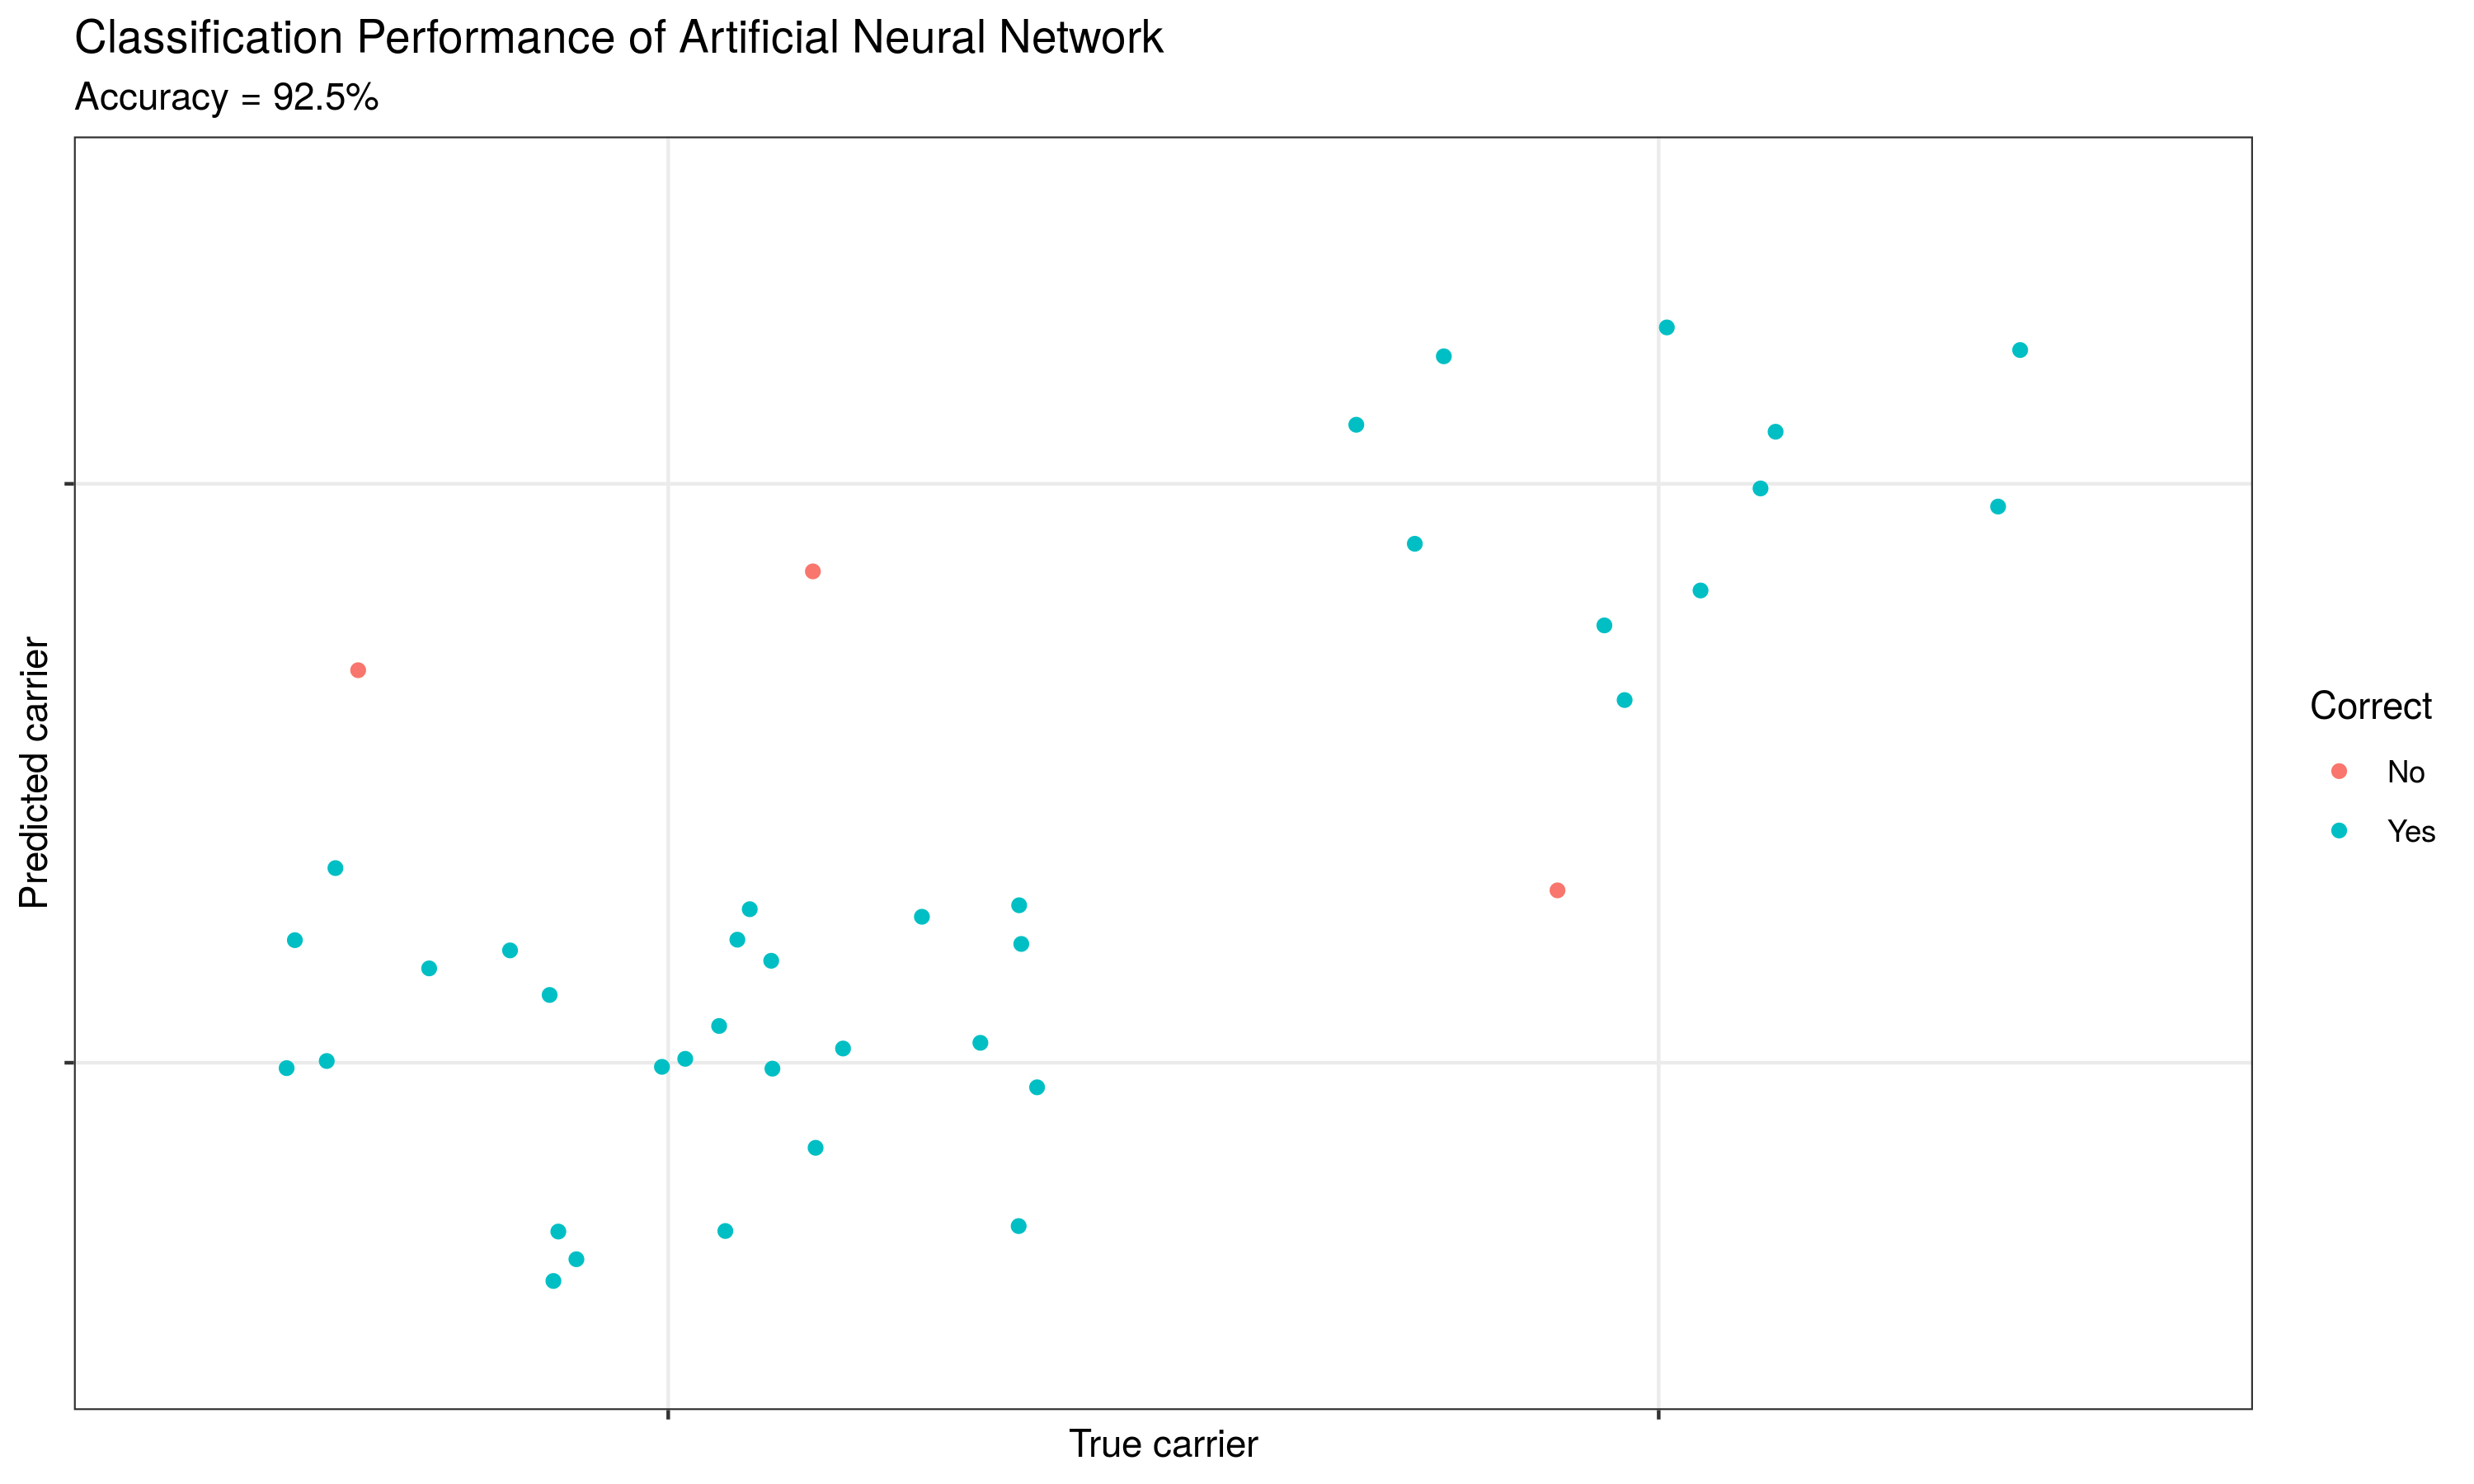 Classification Performance of Artificial Neural Network
Accuracy = 92.5%
Predicted carrier
True carrier
Correct
No
Yes